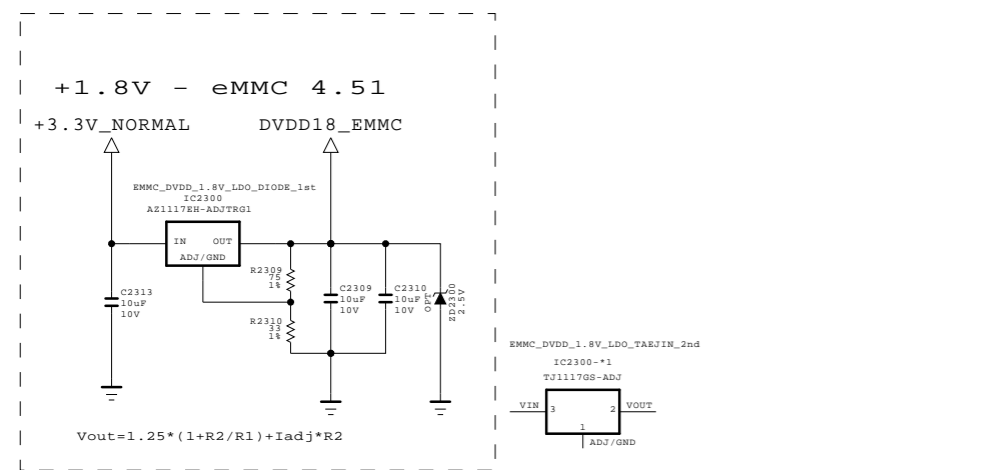 +1.8V - eMMC 4.51
+3.3V_NORMAL
DVDD18_EMMC
EMMC_DVDD_1.8V_LDO_DIODE_1st
IC2300
AZ1117EH-ADJTRG1
IN
OUT
ADJ/GND
R2309
75
1%
C2313
10uF
10V
C2309
10uF
10V
C2310
10uF
10V
OPT
ZD2300
2.5V
R2310
33
1%
Vout=1.25*(1+R2/R1)+Iadj*R2
EMMC_DVDD_1.8V_LDO_TAEJIN_2nd
IC2300-*1
TJ1117GS-ADJ
VIN
3
2
VOUT
1
ADJ/GND